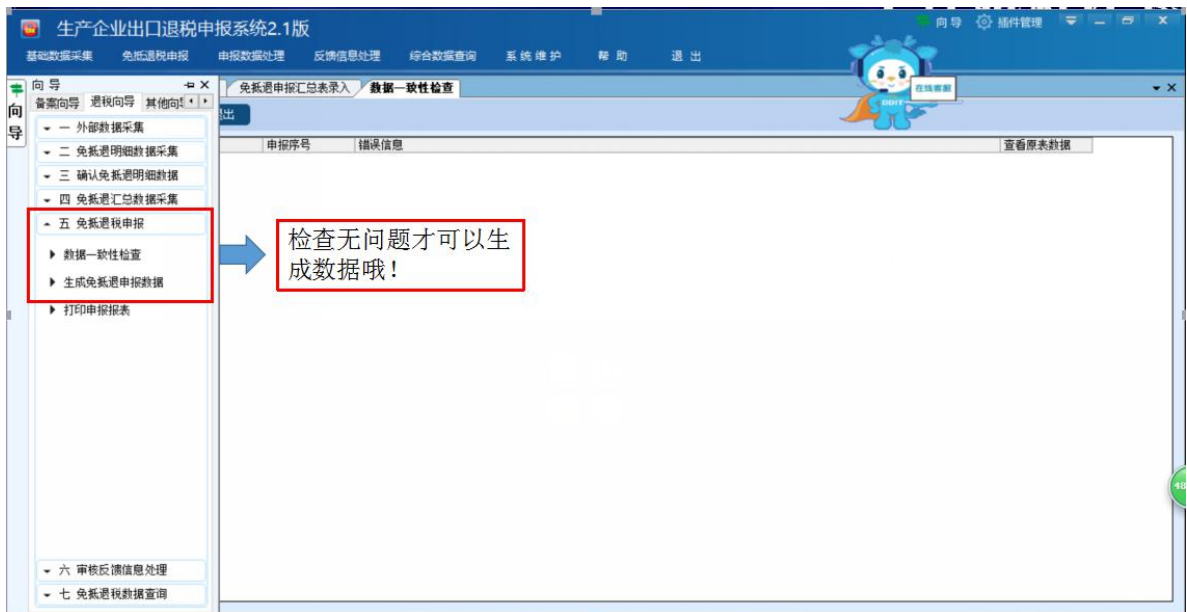 生产企业出口退税申报系统2.1版
向导 插件管理
基础数据采集 免抵退税申报 申报数据处理 反馈信息处理 综合数据查询 系统维护 帮助 退出
在线客服
向导
向导
免抵退申报汇总表录入 数据一致性检查
备案向导 退税向导
退出
一 外部数据采集
申报序号 错误信息 查看原表数据
二 免抵退明细数据采集
三 确认免抵退明细数据
四 免抵退汇总数据采集
五 免抵退税申报
数据一致性检查
生成免抵退申报数据
打印申报报表
检查无问题才可以生
成数据哦！
六 审核反馈信息处理
七 免抵退税数据查询
48